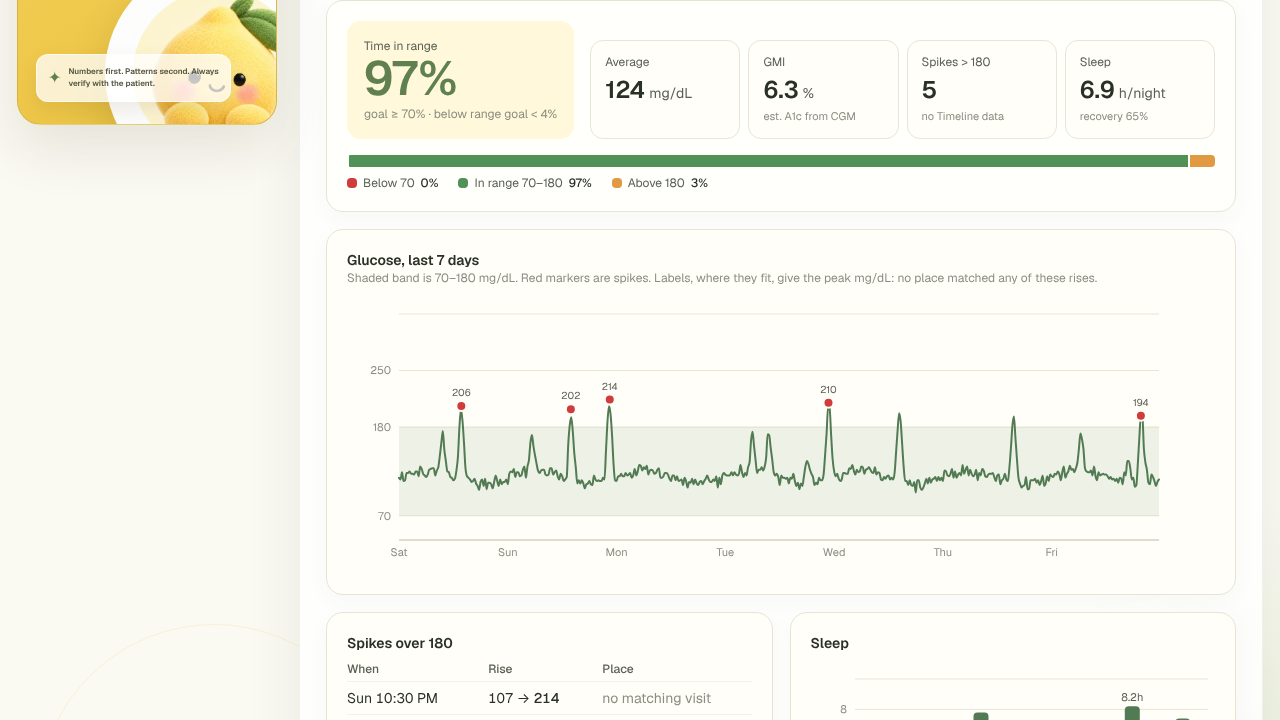 ✦ Numbers first. Patterns second. Always
verify with the patient.
Time in range
97%
goal ≥ 70% · below range goal < 4%
Average
124 mg/dL
GMI
6.3 %
est. A1c from CGM
Spikes > 180
5
no Timeline data
Sleep
6.9 h/night
recovery 65%
Below 70 0% In range 70–180 97% Above 180 3%
Glucose, last 7 days
Shaded band is 70–180 mg/dL. Red markers are spikes. Labels, where they fit, give the peak mg/dL: no place matched any of these rises.
250
180
70
206
202
214
210
194
Sat Sun Mon Tue Wed Thu Fri
Spikes over 180
When Rise Place
Sun 10:30 PM 107 → 214 no matching visit
Sleep
8.2h
8